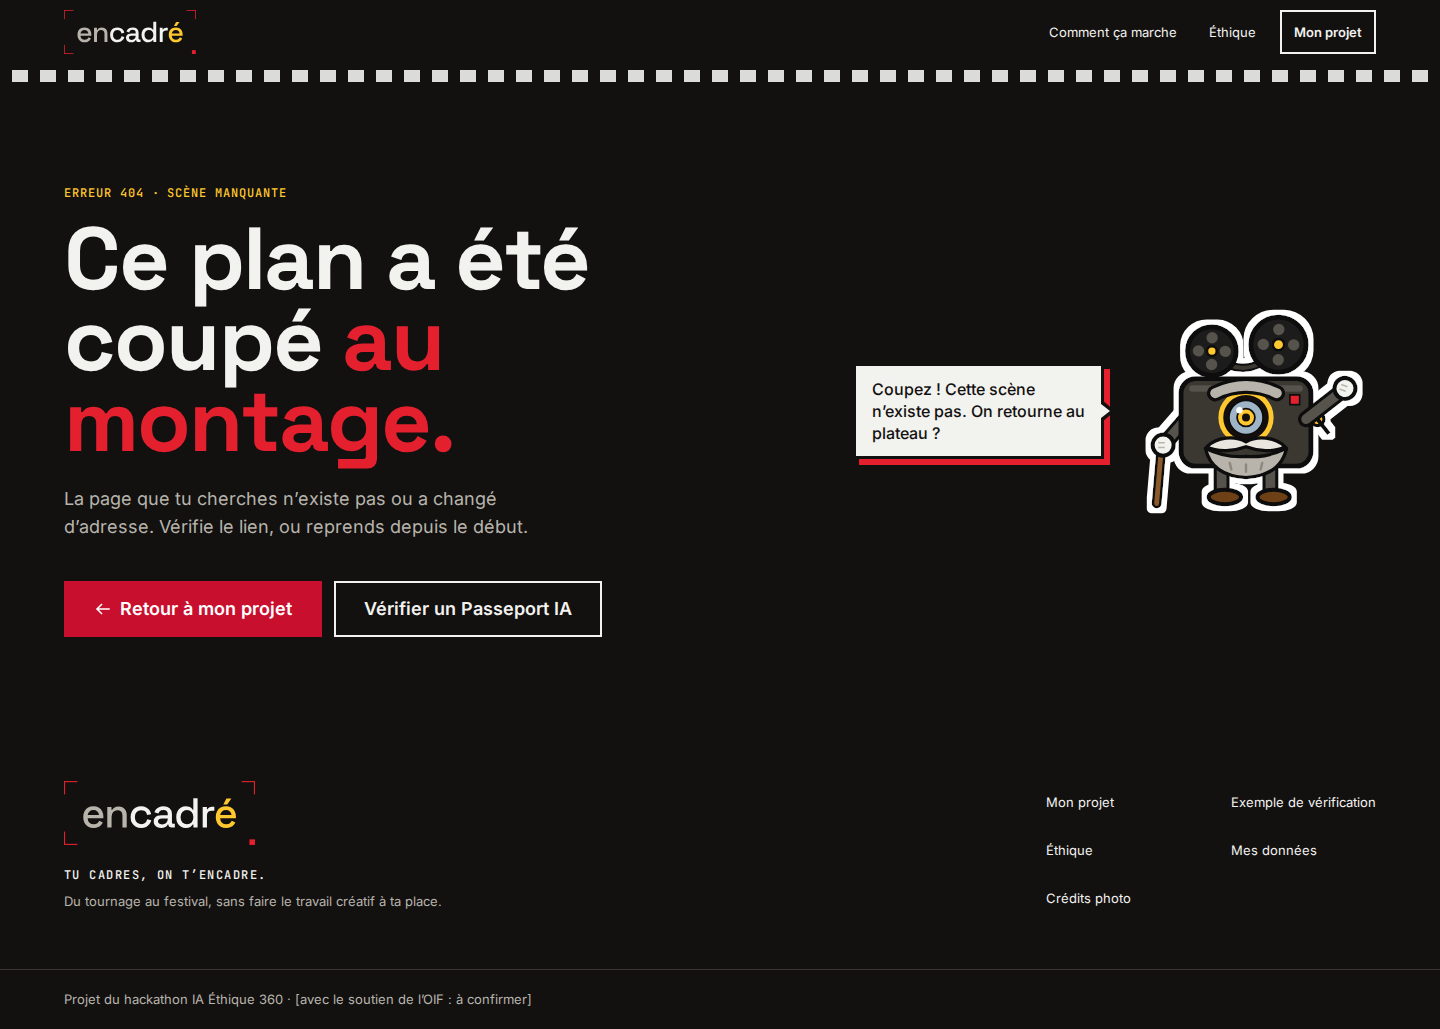 encadré
Comment ça marche
Éthique
Mon projet
ERREUR 404 · SCÈNE MANQUANTE
Ce plan a été
coupé au
montage.
La page que tu cherches n’existe pas ou a changé
d’adresse. Vérifie le lien, ou reprends depuis le début.
← Retour à mon projet
Vérifier un Passeport IA
Coupez ! Cette scène
n’existe pas. On retourne au
plateau ?
encadré
TU CADRES, ON T’ENCADRE.
Du tournage au festival, sans faire le travail créatif à ta place.
Mon projet
Exemple de vérification
Éthique
Mes données
Crédits photo
Projet du hackathon IA Éthique 360 · [avec le soutien de l’OIF : à confirmer]